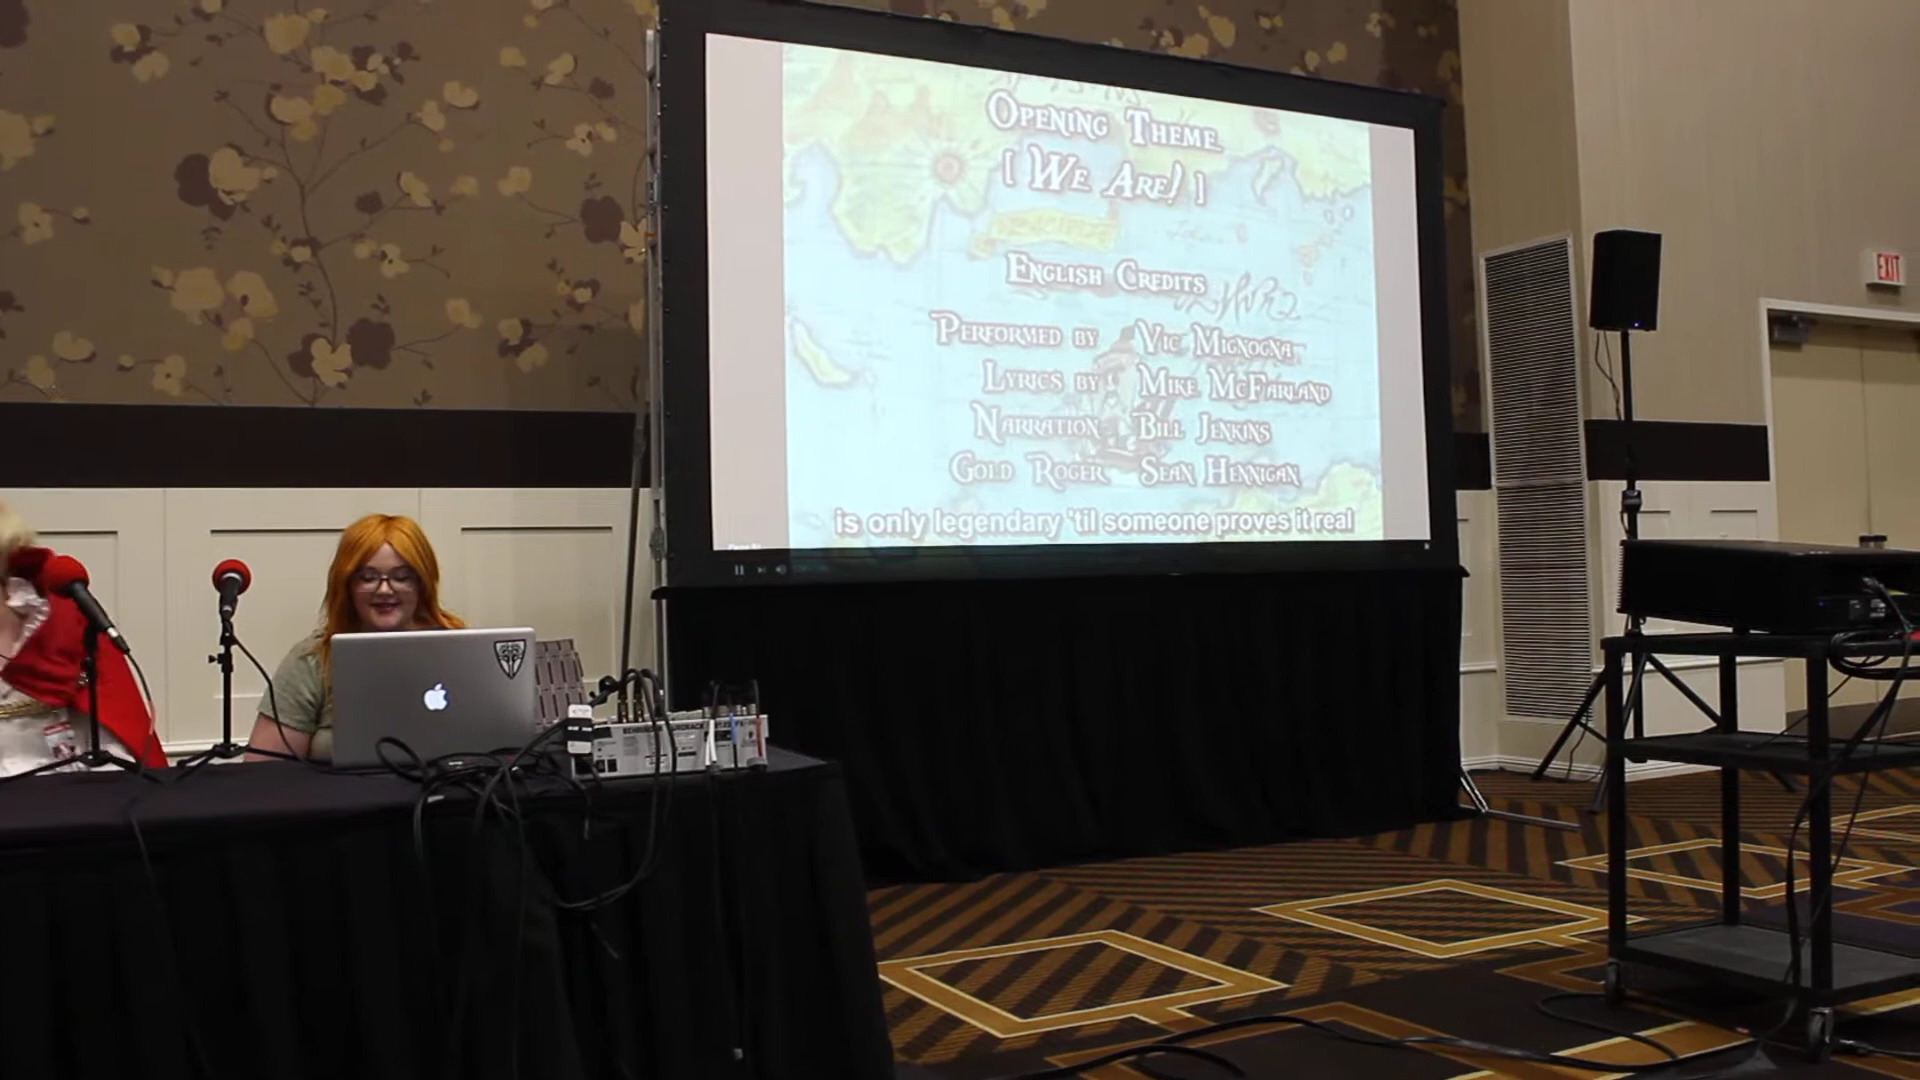 OPENING THEME
[ WE ARE! ]
ENGLISH CREDITS
PERFORMED BY VIC MIGNOGNA
LYRICS BY MIKE MCFARLAND
NARRATION BILL JENKINS
GOLD ROGER SEAN HENNIGAN
is only legendary 'til someone proves it real
EXIT